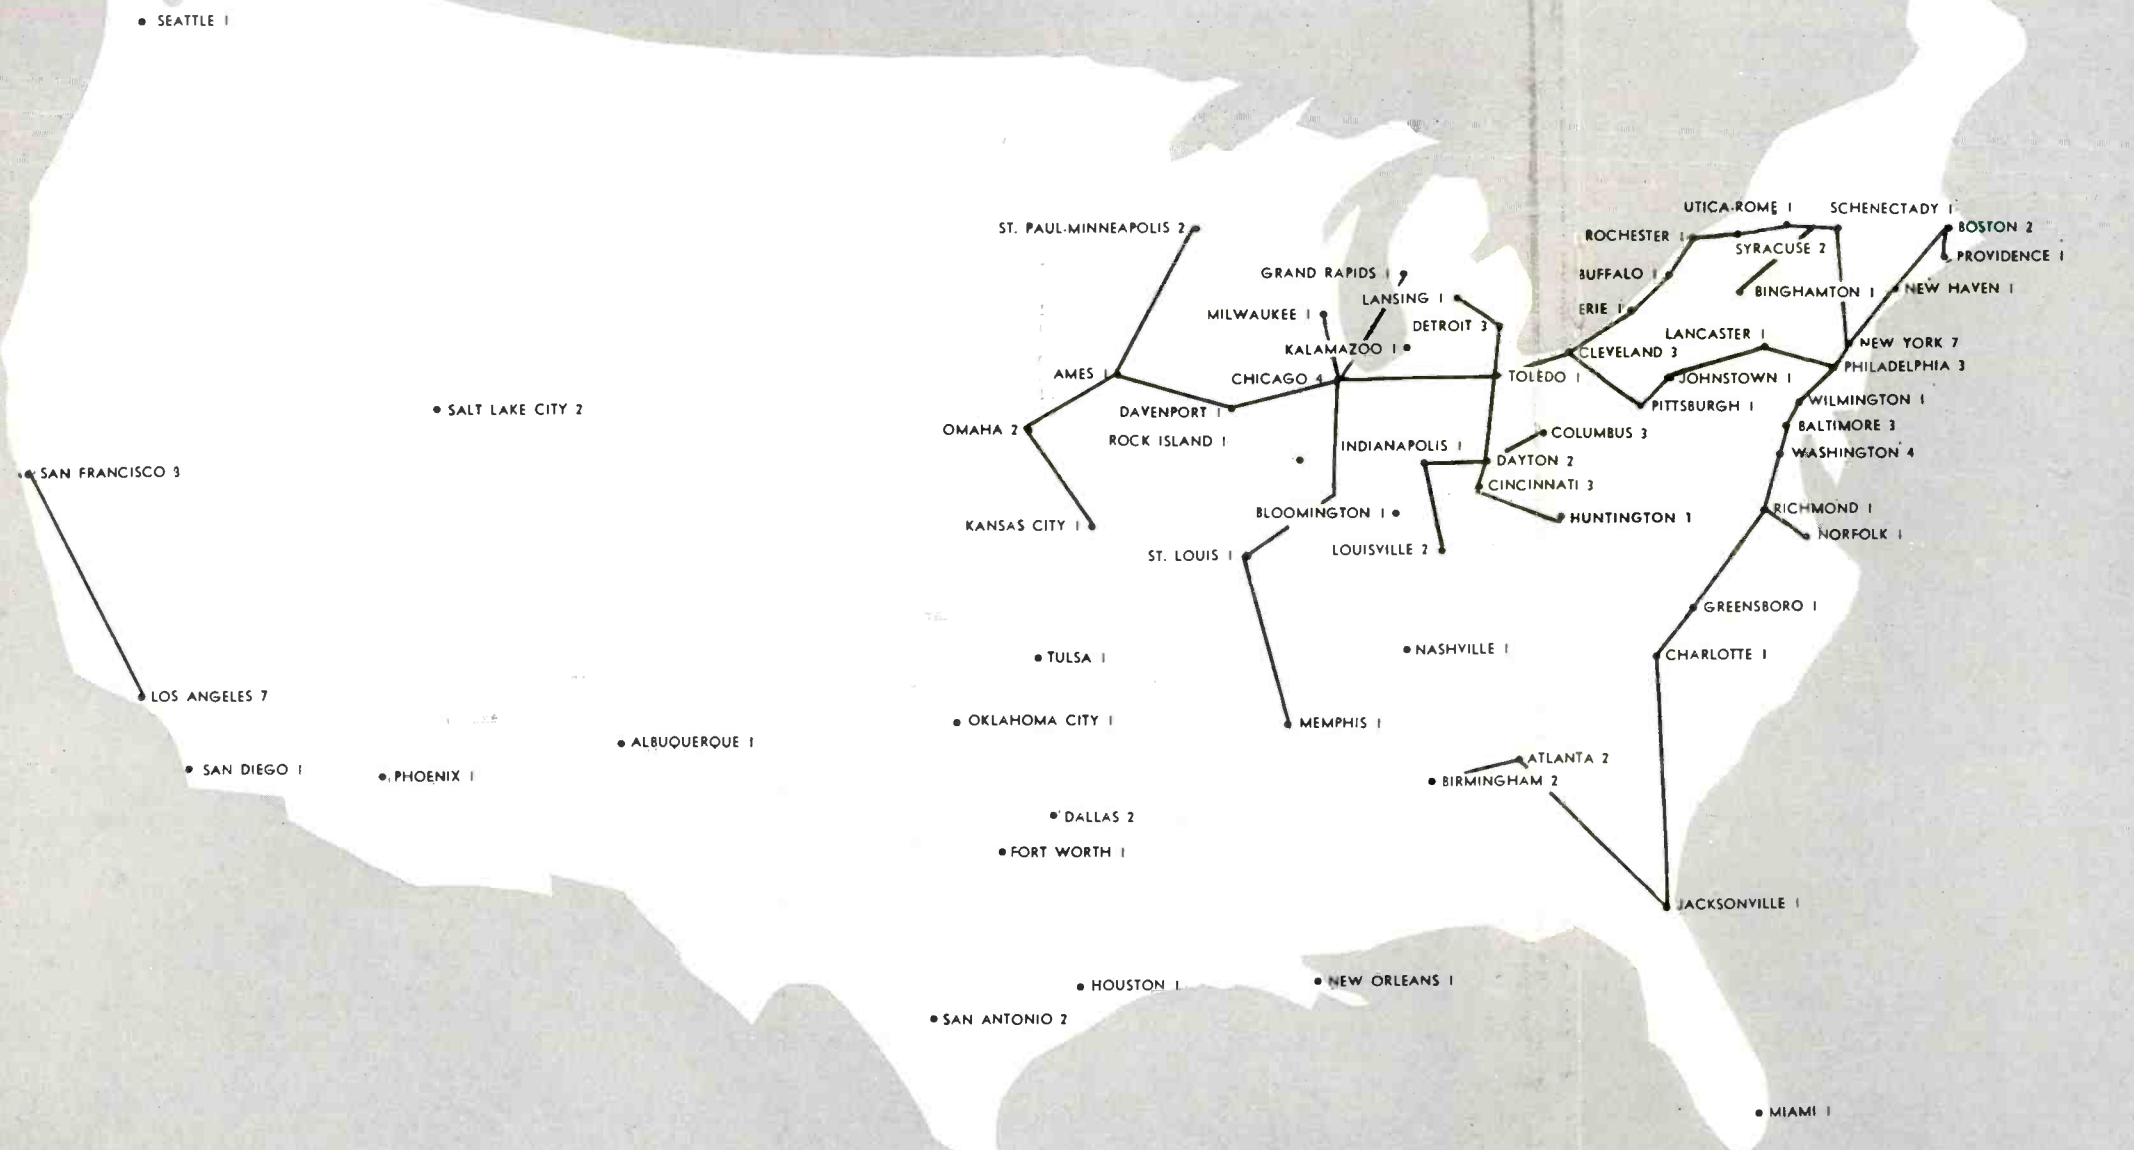 SEATTLE 1
UTICA-ROME 1
SCHENECTADY 1
ST. PAUL-MINNEAPOLIS 2
BOSTON 2
ROCHESTER 1
SYRACUSE 2
PROVIDENCE 1
GRAND RAPIDS 1
BUFFALO 1
BINGHAMTON 1
NEW HAVEN 1
LANSING 1
ERIE 1
MILWAUKEE 1
DETROIT 3
LANCASTER 1
NEW YORK 7
KALAMAZOO 1
CLEVELAND 3
PHILADELPHIA 3
AMES 1
CHICAGO 4
TOLEDO 1
JOHNSTOWN 1
WILMINGTON 1
SALT LAKE CITY 2
DAVENPORT 1
PITTSBURGH 1
BALTIMORE 3
OMAHA 2
ROCK ISLAND 1
COLUMBUS 3
INDIANAPOLIS 1
WASHINGTON 4
DAYTON 2
SAN FRANCISCO 3
CINCINNATI 3
RICHMOND 1
BLOOMINGTON 1
HUNTINGTON 1
KANSAS CITY 1
NORFOLK 1
ST. LOUIS 1
LOUISVILLE 2
GREENSBORO 1
NASHVILLE 1
CHARLOTTE 1
TULSA 1
LOS ANGELES 7
OKLAHOMA CITY 1
MEMPHIS 1
ALBUQUERQUE 1
ATLANTA 2
SAN DIEGO 1
PHOENIX 1
BIRMINGHAM 2
DALLAS 2
FORT WORTH 1
JACKSONVILLE 1
NEW ORLEANS 1
HOUSTON 1
SAN ANTONIO 2
MIAMI 1